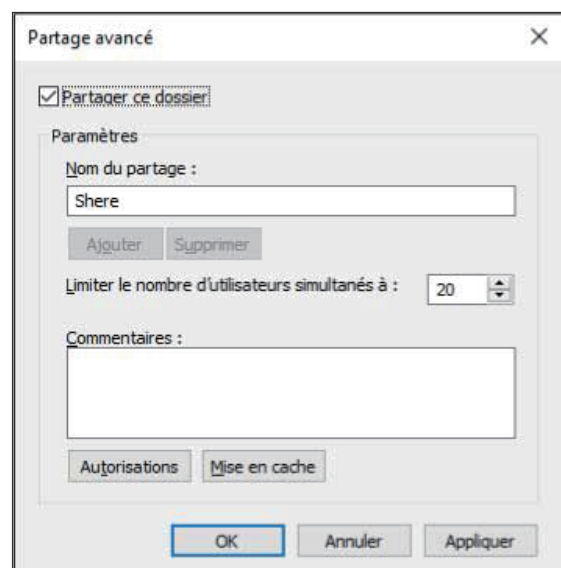 Partage avancé
Partager ce dossier
Paramètres
Nom du partage :
Shere
Ajouter Supprimer
Limiter le nombre d'utilisateurs simultanés à : 20
Commentaires :
Autorisations Mise en cache
OK Annuler Appliquer